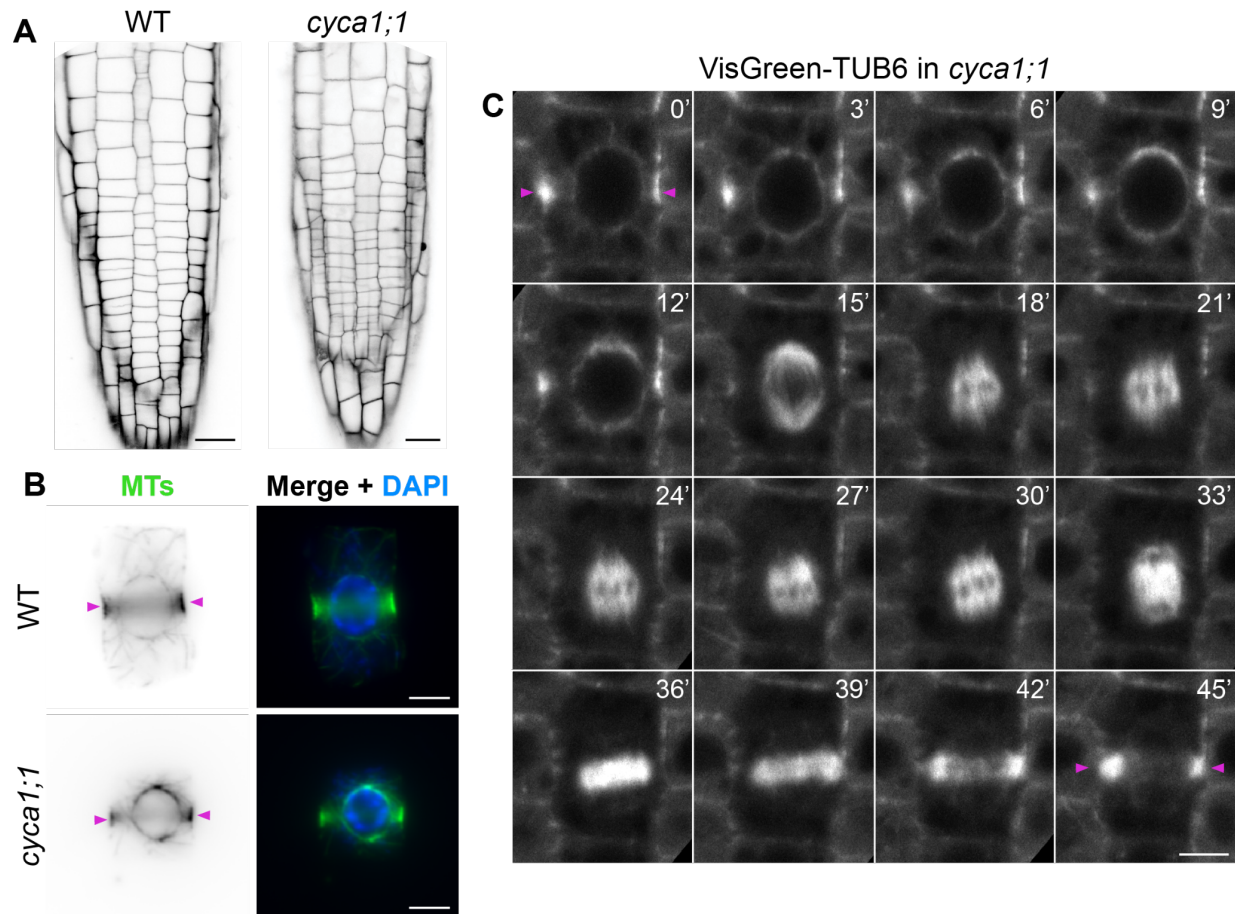 A
WT
cyca1;1
B
MTs
Merge + DAPI
WT
cyca1;1
VisGreen-TUB6 in cyca1;1
C
0’
3’
6’
9’
12’
15’
18’
21’
24’
27’
30’
33’
36’
39’
42’
45’